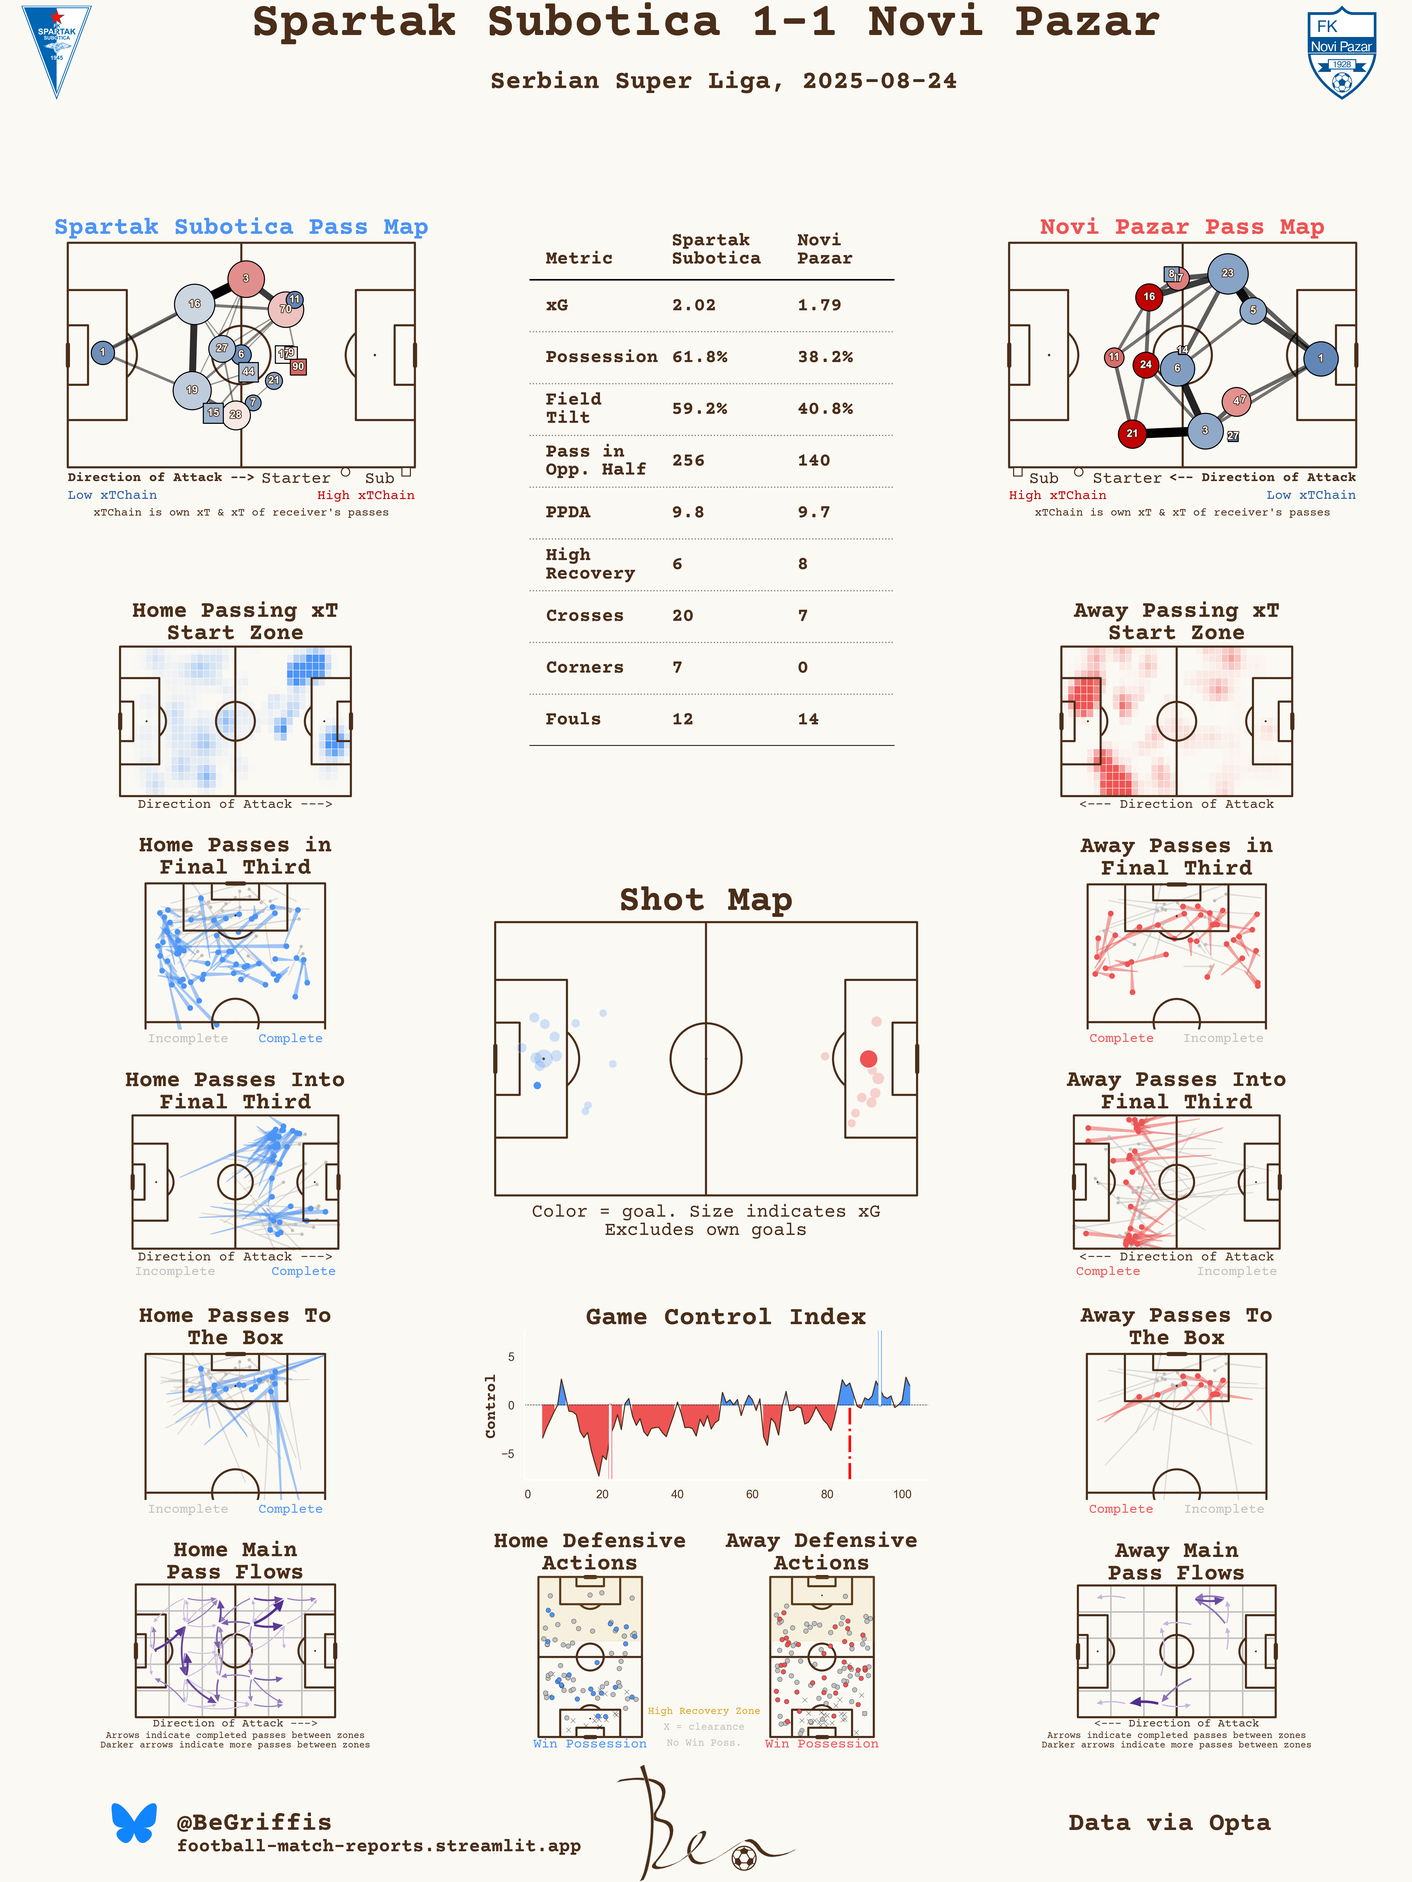 Spartak Subotica 1-1 Novi Pazar
Serbian Super Liga, 2025-08-24
SPARTAK
SUBOTICA
1945
FK
Novi Pazar
1928
Spartak Subotica Pass Map
3
16
70
11
1
27
6
17
9
90
44
21
19
15
28
7
Direction of Attack --> Starter Sub
Low xTChain High xTChain
xTChain is own xT & xT of receiver's passes
Metric Spartak Subotica Novi Pazar
xG 2.02 1.79
Possession 61.8% 38.2%
Field Tilt 59.2% 40.8%
Pass in Opp. Half 256 140
PPDA 9.8 9.7
High Recovery 6 8
Crosses 20 7
Corners 7 0
Fouls 12 14
Novi Pazar Pass Map
8
17
23
16
5
14
11
24
6
1
4
7
21
3
27
Sub Starter <-- Direction of Attack
High xTChain Low xTChain
xTChain is own xT & xT of receiver's passes
Home Passing xT
Start Zone
Direction of Attack --->
Away Passing xT
Start Zone
<--- Direction of Attack
Home Passes in
Final Third
Incomplete Complete
Away Passes in
Final Third
Complete Incomplete
Shot Map
Color = goal. Size indicates xG
Excludes own goals
Home Passes Into
Final Third
Direction of Attack --->
Incomplete Complete
Away Passes Into
Final Third
<--- Direction of Attack
Complete Incomplete
Home Passes To
The Box
Incomplete Complete
Game Control Index
Control
5
0
−5
0 20 40 60 80 100
Away Passes To
The Box
Complete Incomplete
Home Main
Pass Flows
Direction of Attack --->
Arrows indicate completed passes between zones
Darker arrows indicate more passes between zones
Home Defensive
Actions
Win Possession
Away Defensive
Actions
Win Possession
High Recovery Zone
X = clearance
No Win Poss.
Away Main
Pass Flows
<--- Direction of Attack
Arrows indicate completed passes between zones
Darker arrows indicate more passes between zones
@BeGriffis
football-match-reports.streamlit.app
Ben
Data via Opta